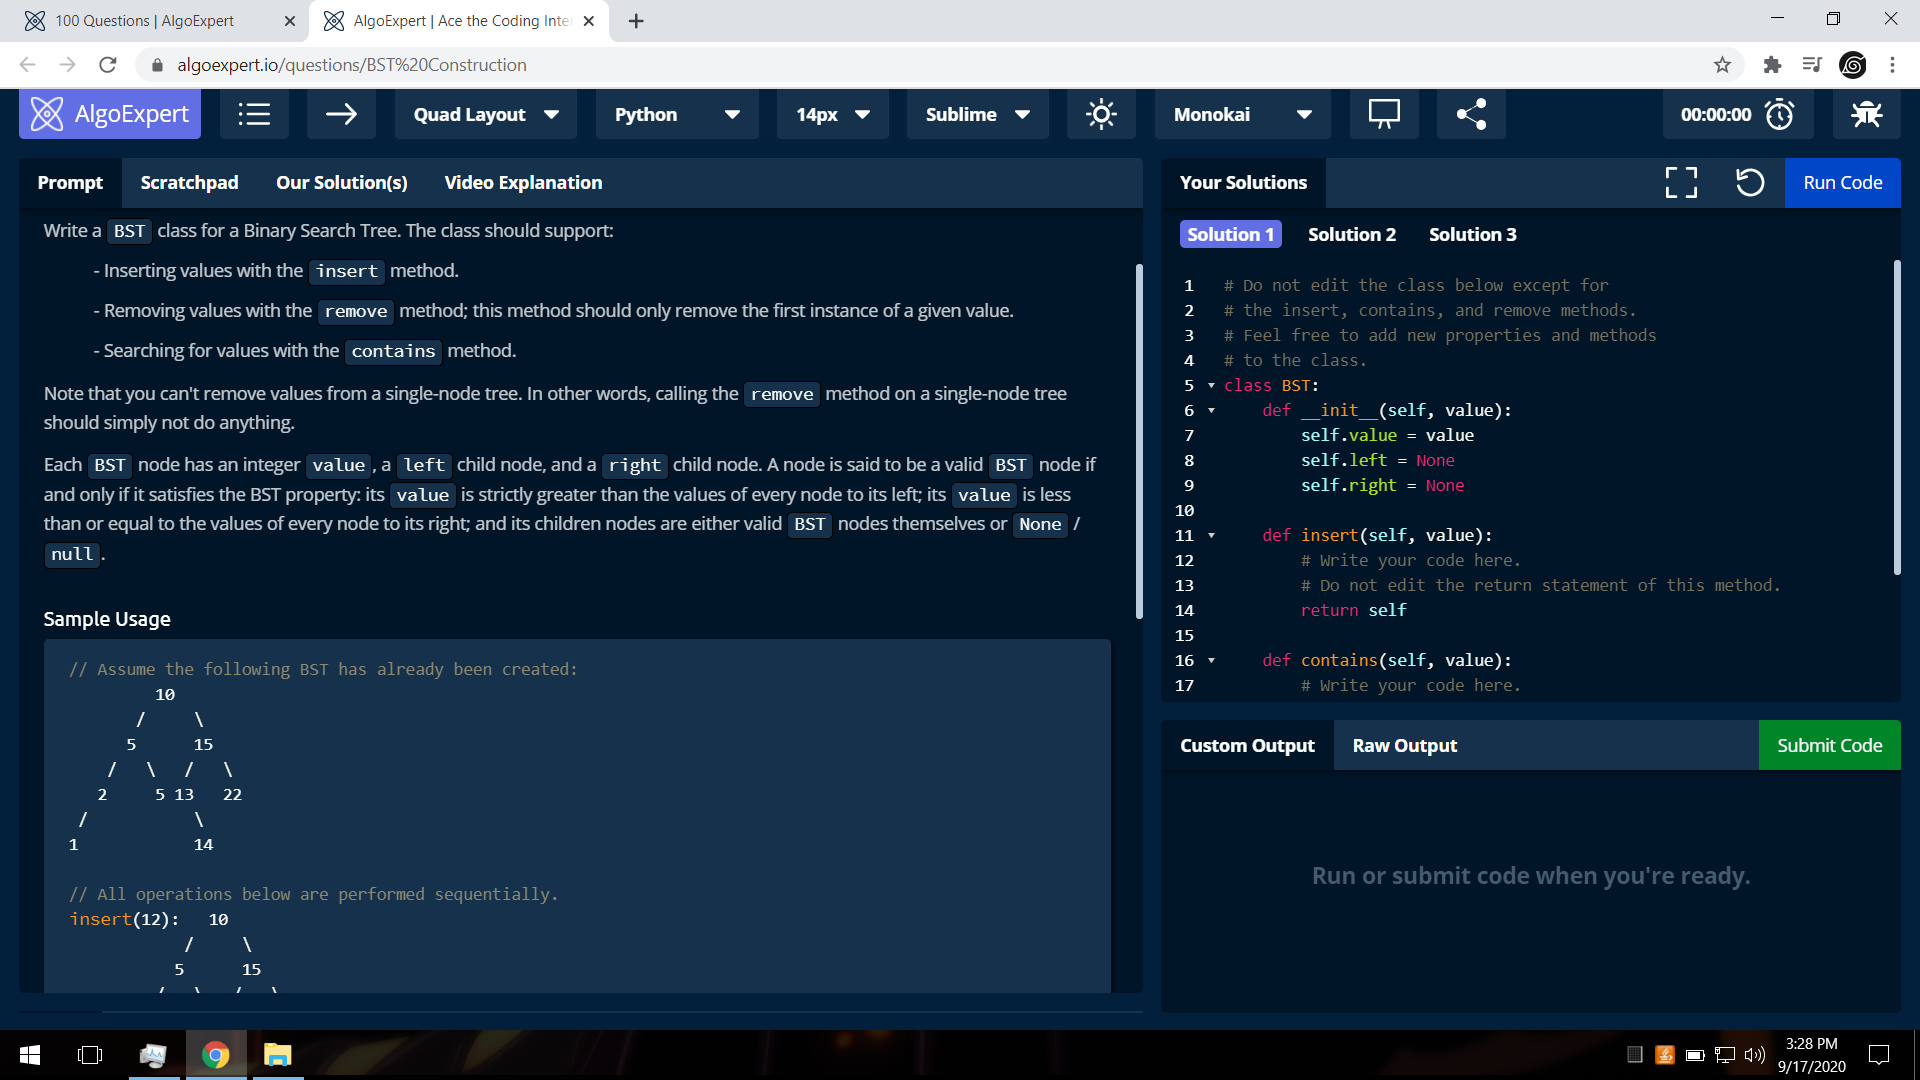 100 Questions | AlgoExpert
AlgoExpert | Ace the Coding Inte
algoexpert.io/questions/BST%20Construction
AlgoExpert
Quad Layout
Python
14px
Sublime
Monokai
00:00:00
Prompt
Scratchpad
Our Solution(s)
Video Explanation
Write a BST class for a Binary Search Tree. The class should support:
- Inserting values with the insert method.
- Removing values with the remove method; this method should only remove the first instance of a given value.
- Searching for values with the contains method.
Note that you can't remove values from a single-node tree. In other words, calling the remove method on a single-node tree
should simply not do anything.
Each BST node has an integer value, a left child node, and a right child node. A node is said to be a valid BST node if
and only if it satisfies the BST property: its value is strictly greater than the values of every node to its left; its value is less
than or equal to the values of every node to its right; and its children nodes are either valid BST nodes themselves or None /
null.
Sample Usage
// Assume the following BST has already been created:
10
/ \
5 15
/ \ / \
2 5 13 22
/ \
1 14
// All operations below are performed sequentially.
insert(12): 10
/ \
5 15
/ \ / \
Your Solutions
Run Code
Solution 1
Solution 2
Solution 3
1 # Do not edit the class below except for
2 # the insert, contains, and remove methods.
3 # Feel free to add new properties and methods
4 # to the class.
5 class BST:
6 def __init__(self, value):
7 self.value = value
8 self.left = None
9 self.right = None
10
11 def insert(self, value):
12 # Write your code here.
13 # Do not edit the return statement of this method.
14 return self
15
16 def contains(self, value):
17 # Write your code here.
Custom Output
Raw Output
Submit Code
Run or submit code when you're ready.
3:28 PM
9/17/2020